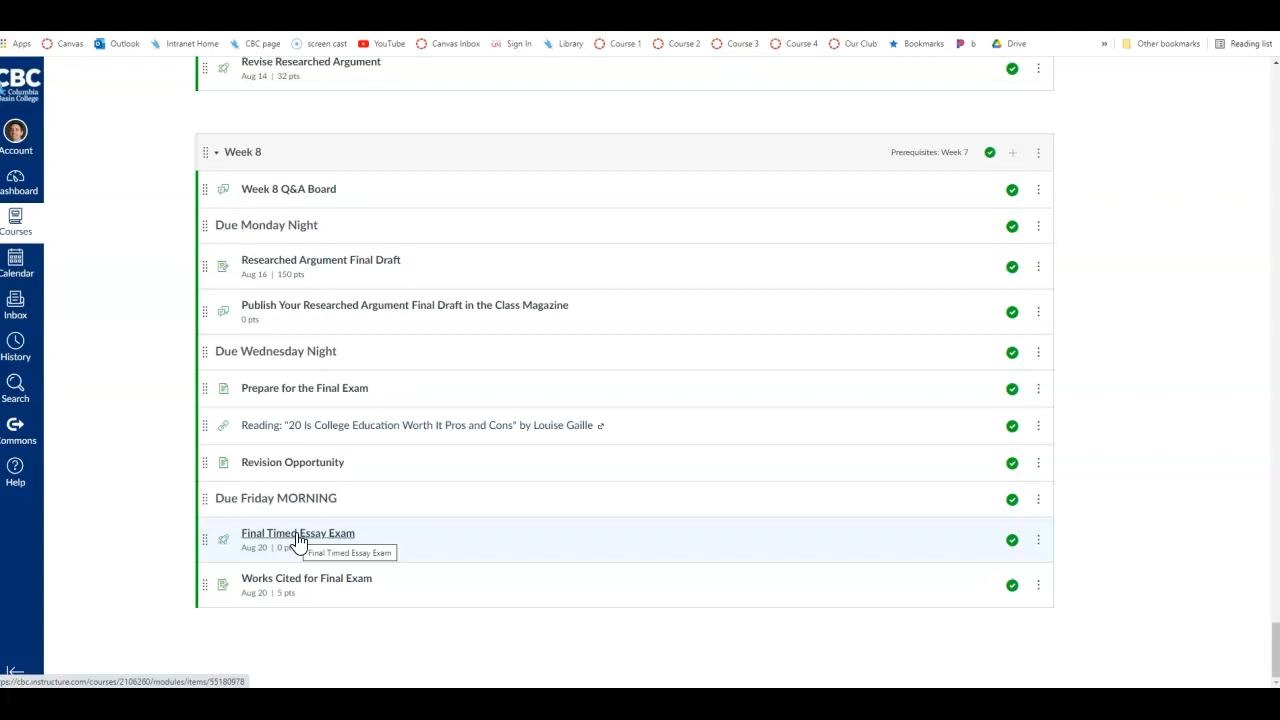 Apps Canvas Outlook Intranet Home CBC page screen cast YouTube Canvas Inbox Sign In Library Course 1 Course 2 Course 3 Course 4 Our Club Bookmarks b Drive » Other bookmarks Reading list
Revise Researched Argument
Aug 14 | 32 pts
CBC
Columbia
Basin College
Account
ashboard
Courses
Calendar
Inbox
History
Search
ommons
Help
Week 8 Prerequisites: Week 7
Week 8 Q&A Board
Due Monday Night
Researched Argument Final Draft
Aug 16 | 150 pts
Publish Your Researched Argument Final Draft in the Class Magazine
0 pts
Due Wednesday Night
Prepare for the Final Exam
Reading: "20 Is College Education Worth It Pros and Cons" by Louise Gaille
Revision Opportunity
Due Friday MORNING
Final Timed Essay Exam
Aug 20 | 0 p
Final Timed Essay Exam
Works Cited for Final Exam
Aug 20 | 5 pts
ps://cbc.instructure.com/courses/2106260/modules/items/55180978